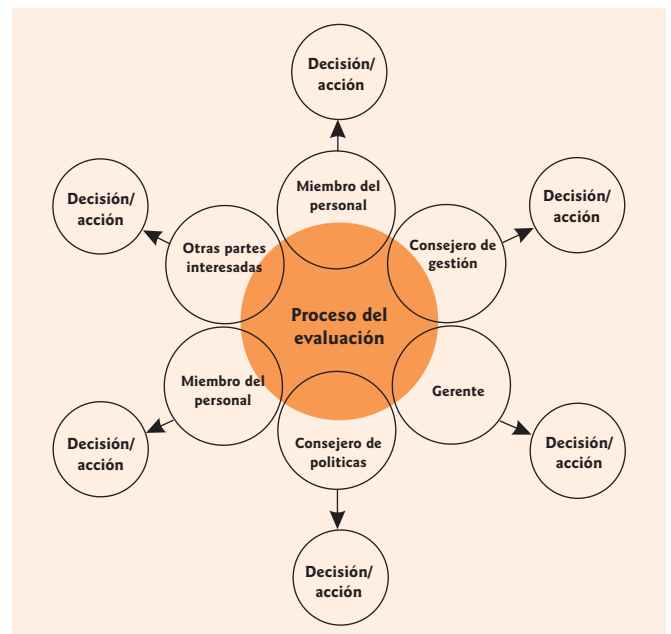 Decisión/
acción
Miembro del
personal
Decisión/
acción
Otras partes
interesadas
Consejero de
gestión
Decisión/
acción
Proceso del
evaluación
Miembro del
personal
Gerente
Decisión/
acción
Consejero de
politicas
Decisión/
acción
Decisión/
acción